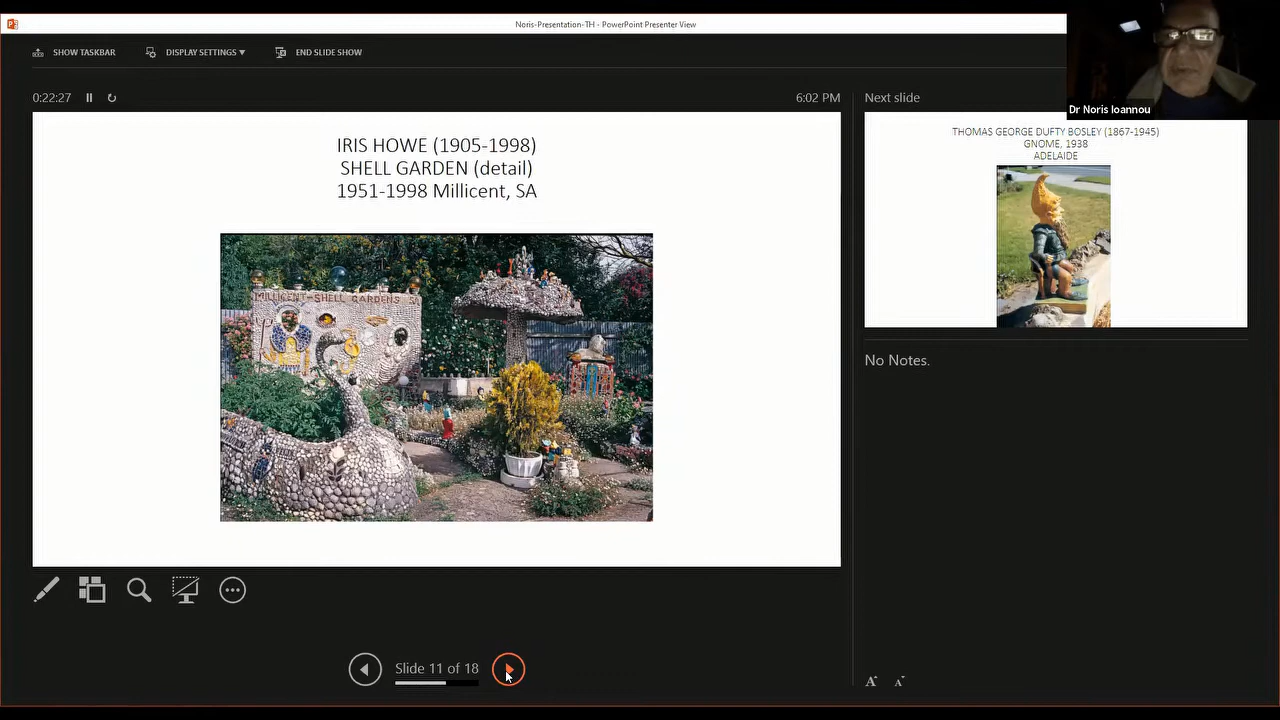 Noris-Presentation-TH - PowerPoint Presenter View
SHOW TASKBAR
DISPLAY SETTINGS ▾
END SLIDE SHOW
0:22:27
6:02 PM
IRIS HOWE (1905-1998)
SHELL GARDEN (detail)
1951-1998 Millicent, SA
MILLICENT-SHELL GARDENS
Slide 11 of 18
Next slide
Dr Noris Ioannou
THOMAS GEORGE DUFTY BOSLEY (1867-1945)
GNOME, 1938
ADELAIDE
No Notes.
A A